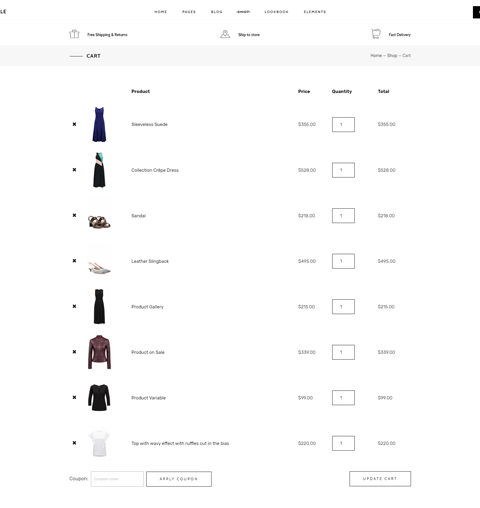 LE
HOME PAGES BLOG SHOP LOOKBOOK ELEMENTS
Free Shipping & Returns Ship to store Fast Delivery
CART Home — Shop — Cart
Product Price Quantity Total
✖ Sleeveless Suede $355.00 1 $355.00
✖ Collection Crêpe Dress $528.00 1 $528.00
✖ Sandal $218.00 1 $218.00
✖ Leather Slingback $495.00 1 $495.00
✖ Product Gallery $215.00 1 $215.00
✖ Product on Sale $339.00 1 $339.00
✖ Product Variable $99.00 1 $99.00
✖ Top with wavy effect with ruffles cut in the bias $220.00 1 $220.00
Coupon: Coupon code APPLY COUPON UPDATE CART